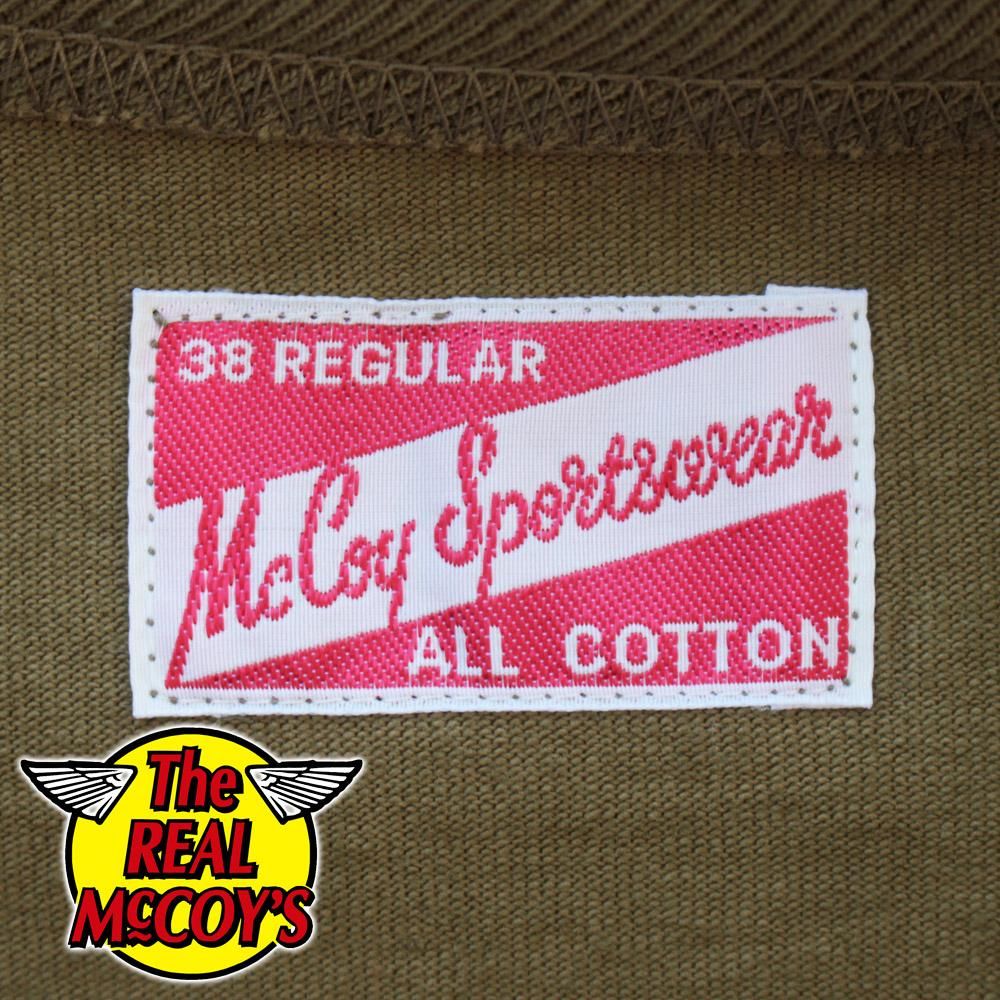 38 REGULAR
McCoy Sportswear
ALL COTTON
The
REAL
McCOY'S